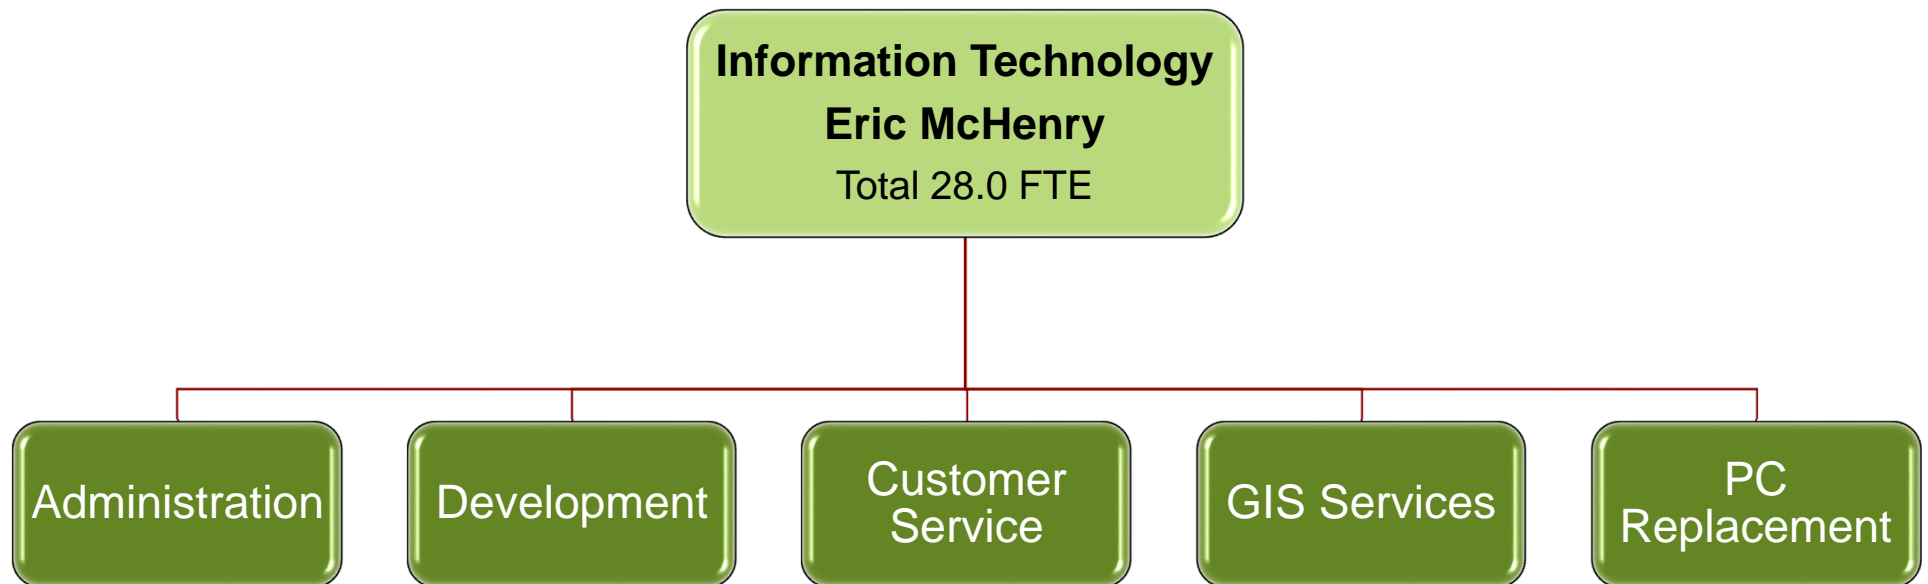 Information Technology
Eric McHenry
Total 28.0 FTE
Administration
Development
Customer
Service
GIS Services
PC
Replacement